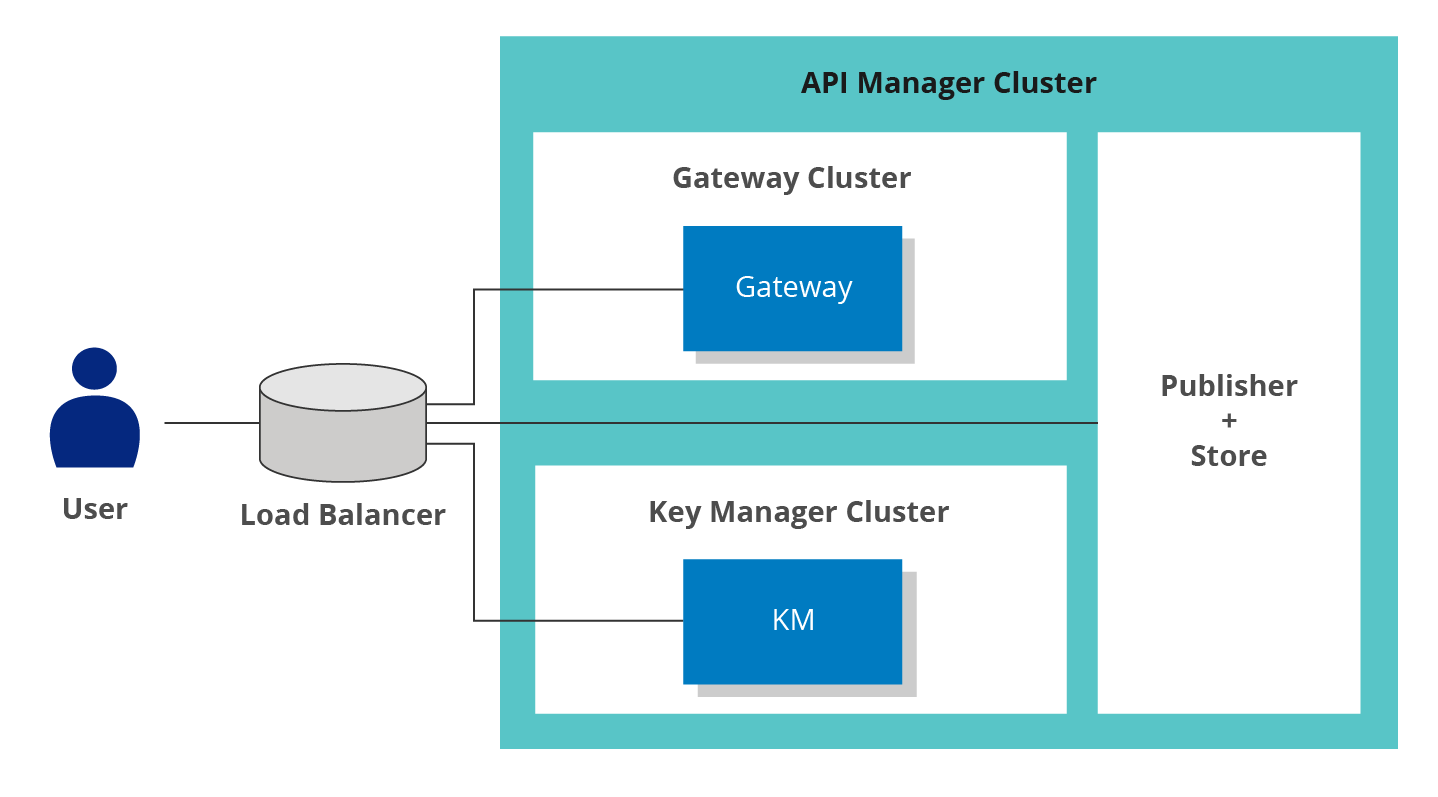 API Manager Cluster
Gateway Cluster
Gateway
Publisher
+
Store
User
Load Balancer
Key Manager Cluster
KM